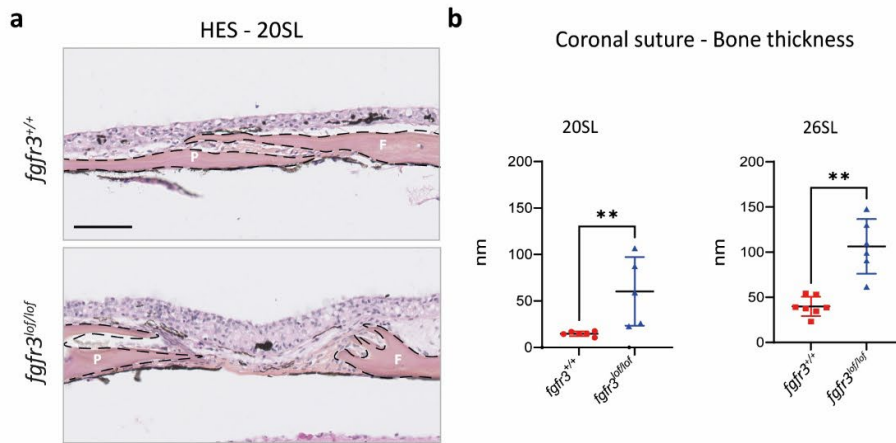 a
HES - 20SL
fgfr3+/+
P
F
fgfr3lof/lof
P
F
b
Coronal suture - Bone thickness
20SL
nm
200
150
100
50
0
**
fgfr3+/+
fgfr3lof/lof
26SL
nm
200
150
100
50
0
**
fgfr3+/+
fgfr3lof/lof